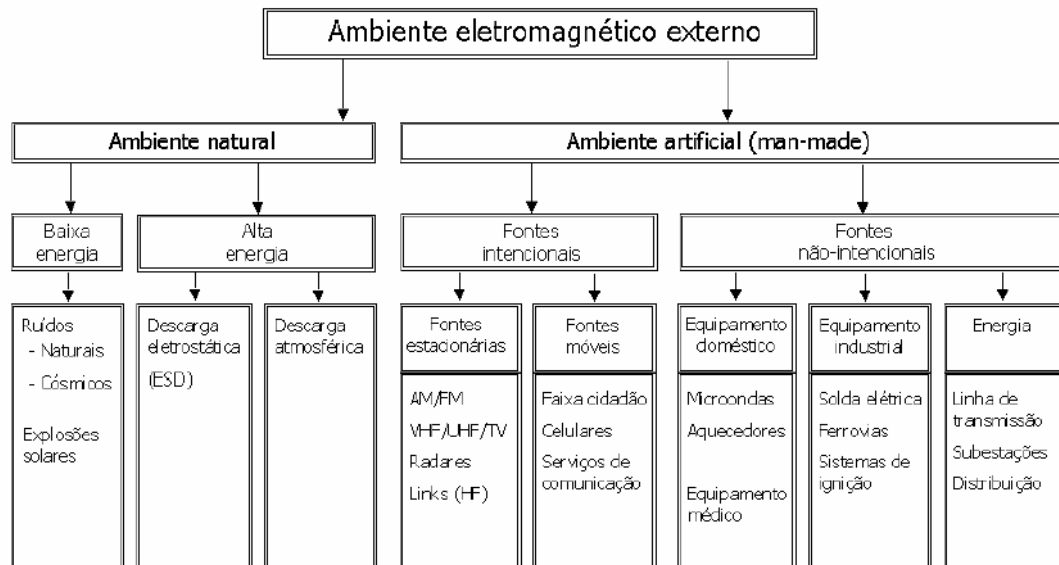 Ambiente eletromagnético externo
Ambiente natural
Ambiente artificial (man-made)
Baixa
energia
Alta
energia
Fontes
intencionais
Fontes
não-intencionais
Ruídos
- Naturais
- Cósmicos
Explosões
solares
Descarga
eletrostática
(ESD)
Descarga
atmosférica
Fontes
estacionárias
AM/FM
VHF/UHF/TV
Radares
Links (HF)
Fontes
móveis
Faixa cidadão
Celulares
Serviços de
comunicação
Equipamento
doméstico
Microondas
Aquecedores
Equipamento
médico
Equipamento
industrial
Solda elétrica
Ferrovias
Sistemas de
ignição
Energia
Linha de
transmissão
Subestações
Distribuição